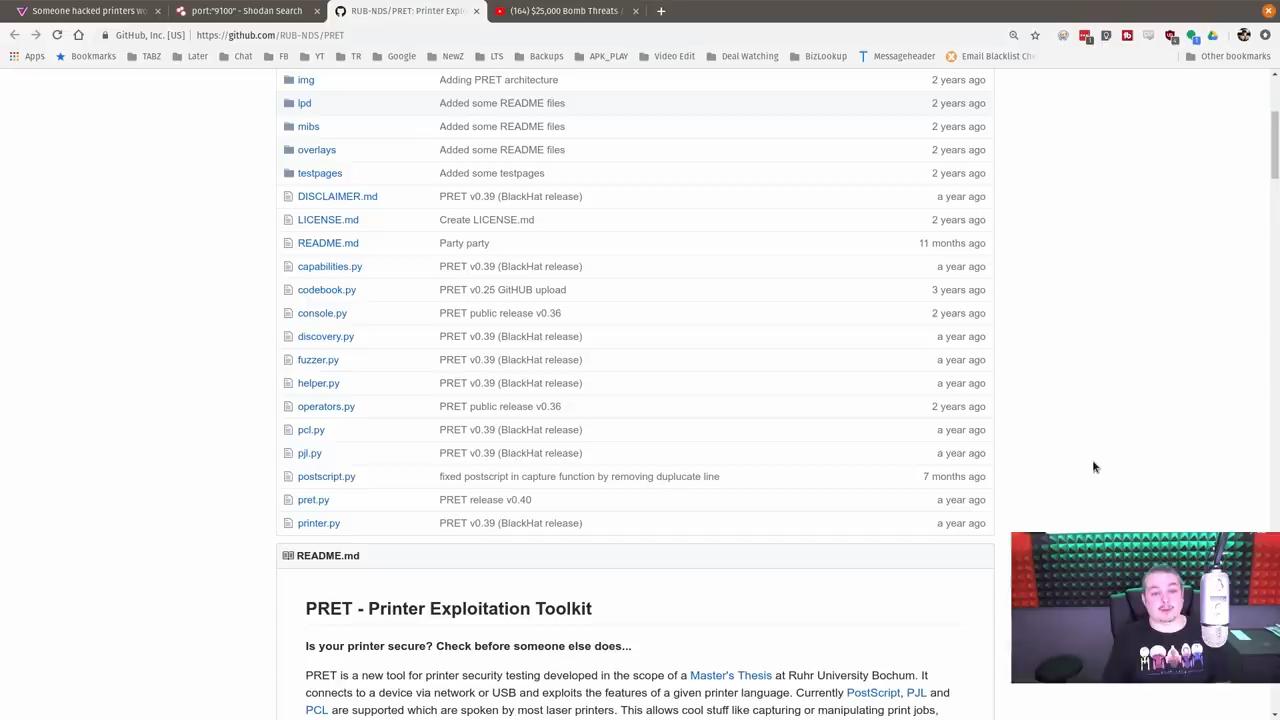 Someone hacked printers wo
port:"9100" - Shodan Search
RUB-NDS/PRET: Printer Explo
(164) $25,000 Bomb Threats /
GitHub, Inc. [US] https://github.com/RUB-NDS/PRET
Apps Bookmarks TABZ Later Chat FB YT TR Google NewZ LTS Backups APK_PLAY Video Edit Deal Watching BizLookup Messageheader Email Blacklist Che Other bookmarks
img Adding PRET architecture 2 years ago
lpd Added some README files 2 years ago
mibs Added some README files 2 years ago
overlays Added some README files 2 years ago
testpages Added some testpages 2 years ago
DISCLAIMER.md PRET v0.39 (BlackHat release) a year ago
LICENSE.md Create LICENSE.md 2 years ago
README.md Party party 11 months ago
capabilities.py PRET v0.39 (BlackHat release) a year ago
codebook.py PRET v0.25 GitHUB upload 3 years ago
console.py PRET public release v0.36 2 years ago
discovery.py PRET v0.39 (BlackHat release) a year ago
fuzzer.py PRET v0.39 (BlackHat release) a year ago
helper.py PRET v0.39 (BlackHat release) a year ago
operators.py PRET public release v0.36 2 years ago
pcl.py PRET v0.39 (BlackHat release) a year ago
pjl.py PRET v0.39 (BlackHat release) a year ago
postscript.py fixed postscript in capture function by removing duplucate line 7 months ago
pret.py PRET release v0.40 a year ago
printer.py PRET v0.39 (BlackHat release) a year ago
README.md
PRET - Printer Exploitation Toolkit
Is your printer secure? Check before someone else does...
PRET is a new tool for printer security testing developed in the scope of a Master's Thesis at Ruhr University Bochum. It
connects to a device via network or USB and exploits the features of a given printer language. Currently PostScript, PJL and
PCL are supported which are spoken by most laser printers. This allows cool stuff like capturing or manipulating print jobs,